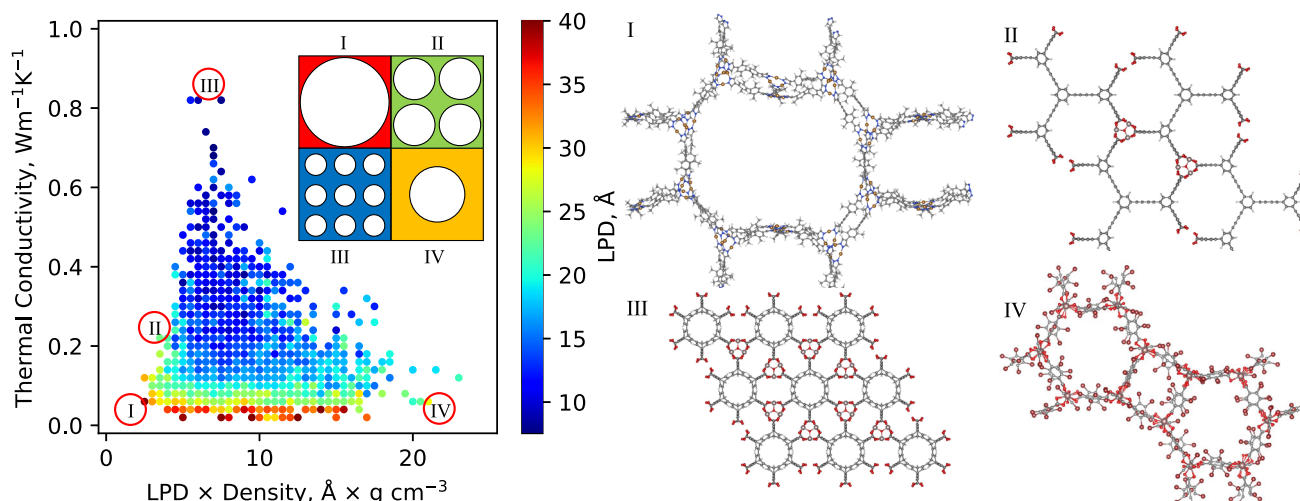 Thermal Conductivity, Wm⁻¹K⁻¹
1.0
0.8
0.6
0.4
0.2
0.0
0
10
20
LPD × Density, Å × g cm⁻³
I
II
III
IV
III
II
I
IV
40
35
30
25
20
15
10
LPD, Å
I
II
III
IV